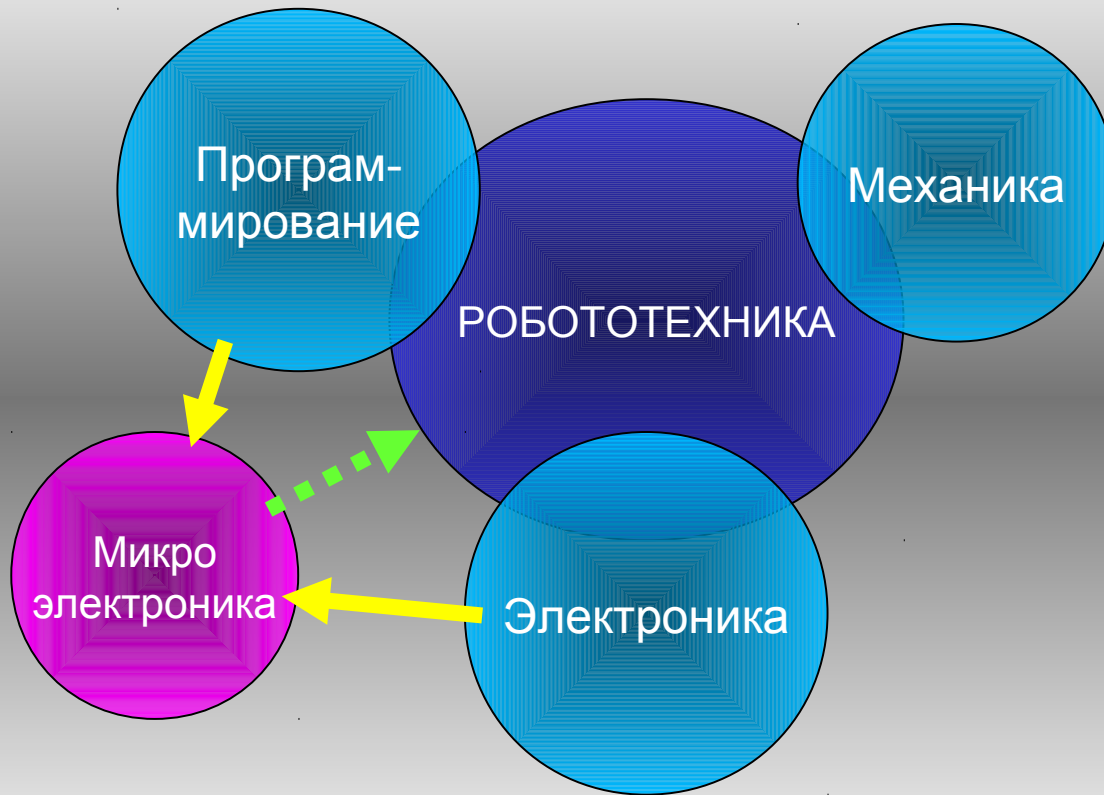 Програм-
мирование
Механика
РОБОТОТЕХНИКА
Микро
электроника
Электроника